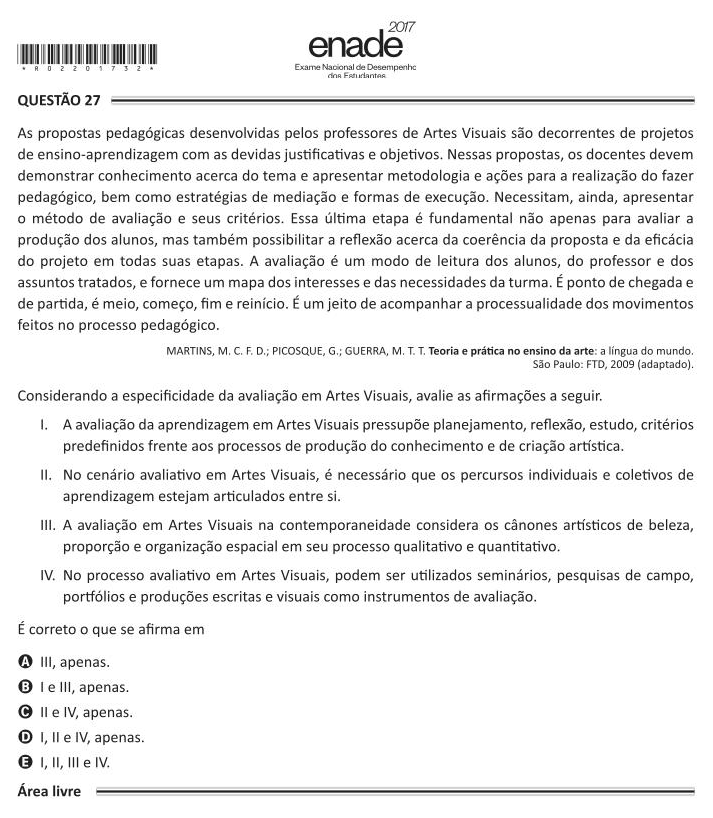 2017
enade
Exame Nacional de Desempenho
dos Estudantes
*R02201732*
QUESTÃO 27
As propostas pedagógicas desenvolvidas pelos professores de Artes Visuais são decorrentes de projetos
de ensino-aprendizagem com as devidas justificativas e objetivos. Nessas propostas, os docentes devem
demonstrar conhecimento acerca do tema e apresentar metodologia e ações para a realização do fazer
pedagógico, bem como estratégias de mediação e formas de execução. Necessitam, ainda, apresentar
o método de avaliação e seus critérios. Essa última etapa é fundamental não apenas para avaliar a
produção dos alunos, mas também possibilitar a reflexão acerca da coerência da proposta e da eficácia
do projeto em todas suas etapas. A avaliação é um modo de leitura dos alunos, do professor e dos
assuntos tratados, e fornece um mapa dos interesses e das necessidades da turma. É ponto de chegada e
de partida, é meio, começo, fim e reinício. É um jeito de acompanhar a processualidade dos movimentos
feitos no processo pedagógico.
MARTINS, M. C. F. D.; PICOSQUE, G.; GUERRA, M. T. T. Teoria e prática no ensino da arte: a língua do mundo.
São Paulo: FTD, 2009 (adaptado).
Considerando a especificidade da avaliação em Artes Visuais, avalie as afirmações a seguir.
I. A avaliação da aprendizagem em Artes Visuais pressupõe planejamento, reflexão, estudo, critérios
predefinidos frente aos processos de produção do conhecimento e de criação artística.
II. No cenário avaliativo em Artes Visuais, é necessário que os percursos individuais e coletivos de
aprendizagem estejam articulados entre si.
III. A avaliação em Artes Visuais na contemporaneidade considera os cânones artísticos de beleza,
proporção e organização espacial em seu processo qualitativo e quantitativo.
IV. No processo avaliativo em Artes Visuais, podem ser utilizados seminários, pesquisas de campo,
portfólios e produções escritas e visuais como instrumentos de avaliação.
É correto o que se afirma em
A III, apenas.
B I e III, apenas.
C II e IV, apenas.
D I, II e IV, apenas.
E I, II, III e IV.
Área livre